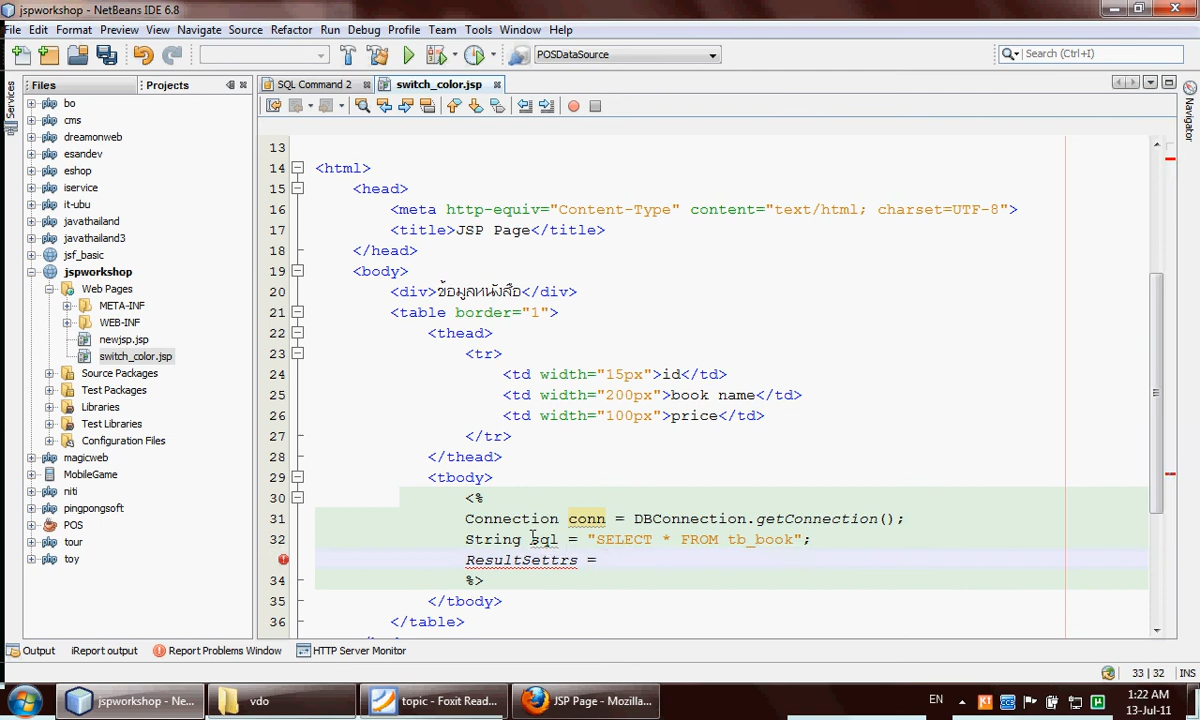 jspworkshop - NetBeans IDE 6.8
File Edit Format Preview View Navigate Source Refactor Run Debug Profile Team Tools Window Help
POSDataSource
Search (Ctrl+I)
Services
Files
Projects
SQL Command 2
switch_color.jsp
Navigator
bo
cms
dreamonweb
esandev
eshop
iservice
it-ubu
javathailand
javathailand3
jsf_basic
jspworkshop
Web Pages
META-INF
WEB-INF
newjsp.jsp
switch_color.jsp
Source Packages
Test Packages
Libraries
Test Libraries
Configuration Files
magicweb
MobileGame
niti
pingpongsoft
POS
tour
toy
13
14 <html>
15 <head>
16 <meta http-equiv="Content-Type" content="text/html; charset=UTF-8">
17 <title>JSP Page</title>
18 </head>
19 <body>
20 <div>ข้อมูลหนังสือ</div>
21 <table border="1">
22 <thead>
23 <tr>
24 <td width="15px">id</td>
25 <td width="200px">book name</td>
26 <td width="100px">price</td>
27 </tr>
28 </thead>
29 <tbody>
30 <%
31 Connection conn = DBConnection.getConnection();
32 String sql = "SELECT * FROM tb_book";
ResultSettrs =
34 %>
35 </tbody>
36 </table>
Output iReport output Report Problems Window HTTP Server Monitor
33 | 32 INS
jspworkshop - Ne...
vdo
topic - Foxit Read...
JSP Page - Mozilla...
EN
1:22 AM
13-Jul-11